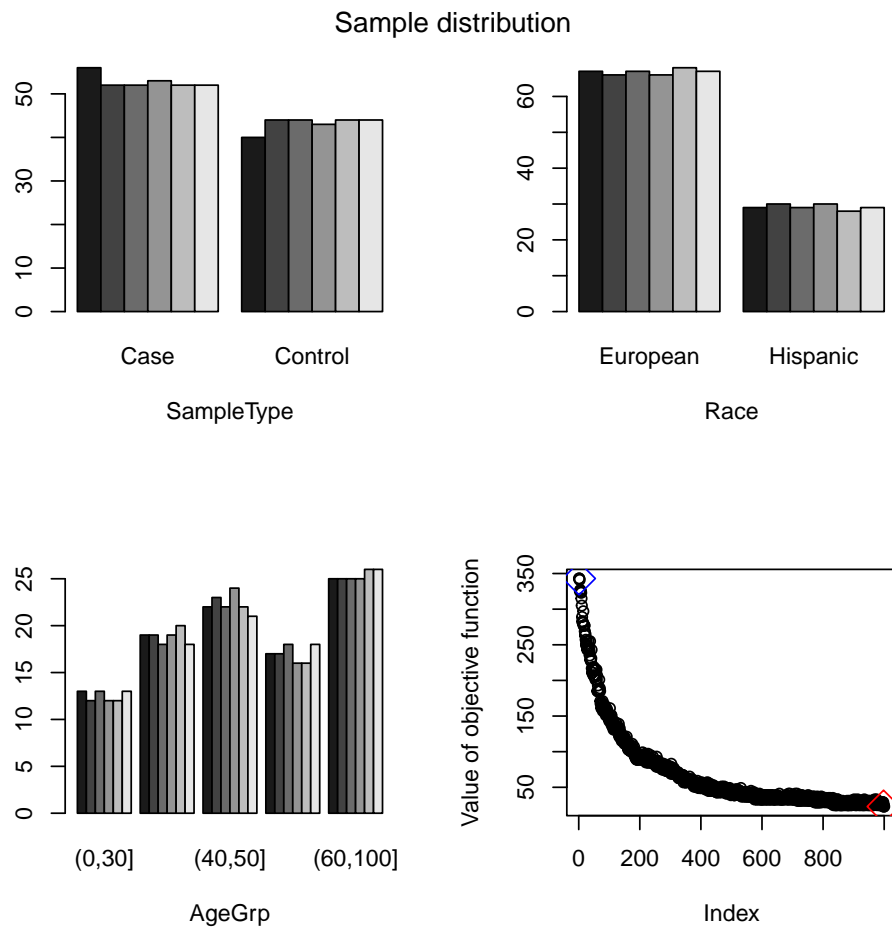 Sample distribution
0 10 30 50
Case Control
SampleType
0 20 40 60
European Hispanic
Race
0 5 10 15 20 25
(0,30] (40,50] (60,100]
AgeGrp
Value of objective function
50 150 250 350
0 200 400 600 800
Index